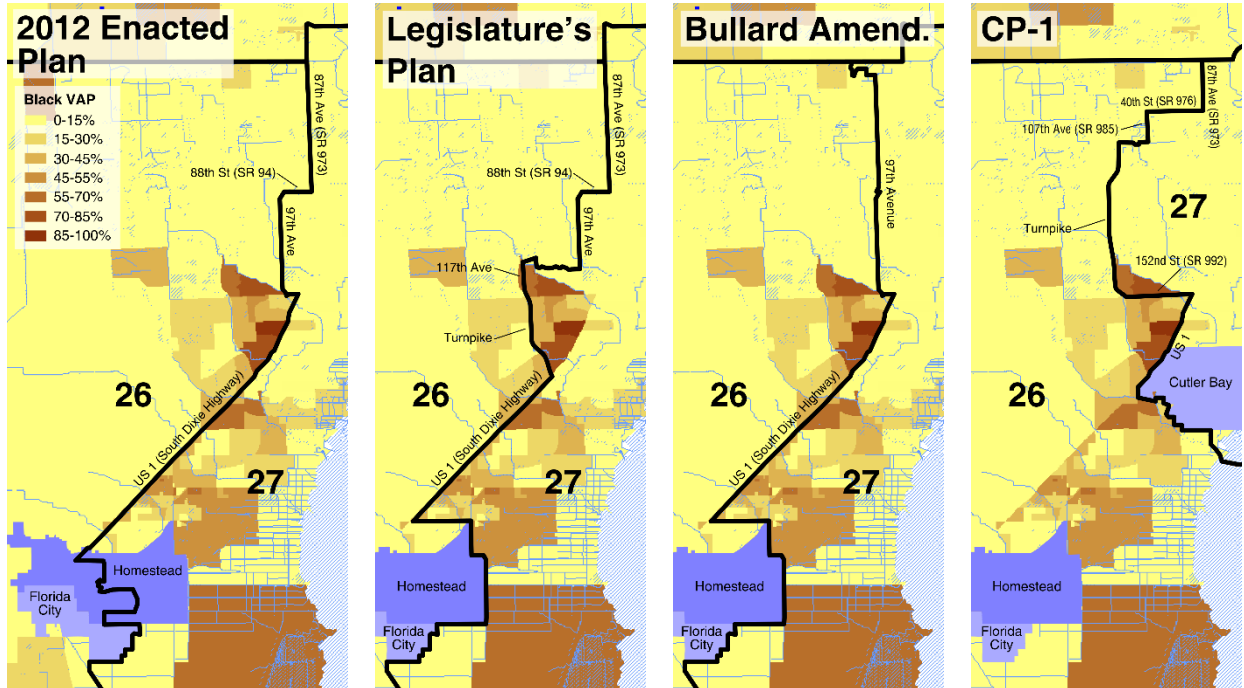 2012 Enacted
Plan
Black VAP
0-15%
15-30%
30-45%
45-55%
55-70%
70-85%
85-100%
87th Ave (SR 973)
88th St (SR 94)
97th Ave
26
US 1 (South Dixie Highway)
27
Homestead
Florida
City
Legislature's
Plan
87th Ave (SR 973)
88th St (SR 94)
97th Ave
117th Ave
Turnpike
26
US 1 (South Dixie Highway)
27
Homestead
Florida
City
Bullard Amend.
97th Avenue
26
US 1 (South Dixie Highway)
27
Homestead
Florida
City
CP-1
87th Ave (SR 973)
40th St (SR 976)
107th Ave (SR 985)
27
Turnpike
152nd St (SR 992)
US 1
Cutler Bay
26
Homestead
Florida
City